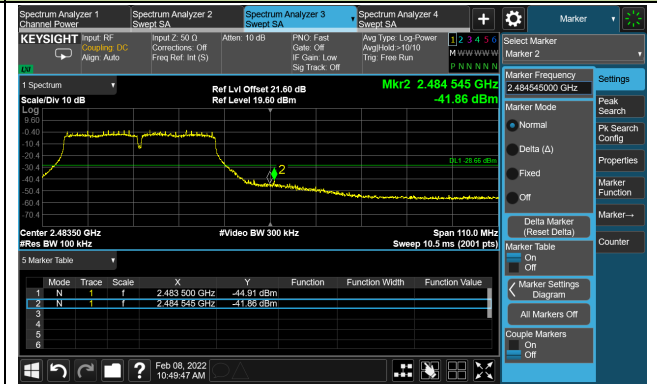 Spectrum Analyzer 1
Channel Power
Spectrum Analyzer 2
Swept SA
Spectrum Analyzer 3
Swept SA
Spectrum Analyzer 4
Swept SA
+
Marker
KEYSIGHT
Input: RF
Coupling: DC
Align: Auto
Input Z: 50 Ω
Corrections: Off
Freq Ref: Int (S)
Atten: 10 dB
PNO: Fast
Gate: Off
IF Gain: Low
Sig Track: Off
Avg Type: Log-Power
Avg|Hold: >10/10
Trig: Free Run
1 2 3 4 5 6
M W W W W W
P N N N N N
LXI
Select Marker
Marker 2
1 Spectrum
Scale/Div 10 dB
Log
Ref Lvl Offset 21.60 dB
Ref Level 19.60 dBm
Mkr2 2.484 545 GHz
-41.86 dBm
9.60
-0.40
-10.4
-20.4
-30.4
-40.4
-50.4
-60.4
-70.4
DL1 -28.66 dBm
2
Center 2.48350 GHz
#Res BW 100 kHz
#Video BW 300 kHz
Span 110.0 MHz
Sweep 10.5 ms (2001 pts)
5 Marker Table
Mode Trace Scale X Y Function Function Width Function Value
1 N 1 f 2.483 500 GHz -44.91 dBm
2 N 1 f 2.484 545 GHz -41.86 dBm
3
4
5
6
Marker Frequency
2.484545000 GHz
Marker Mode
Normal
Delta (Δ)
Fixed
Off
Delta Marker
(Reset Delta)
Marker Table
On
Off
Marker Settings
Diagram
All Markers Off
Couple Markers
On
Off
Settings
Peak
Search
Pk Search
Config
Properties
Marker
Function
Marker→
Counter
?
Feb 08, 2022
10:49:47 AM